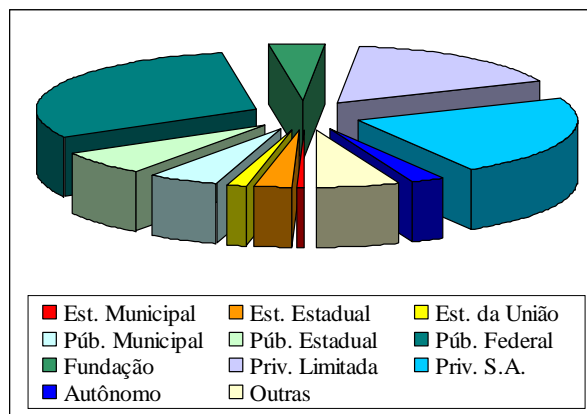 Est. Municipal Est. Estadual Est. da União
Púb. Municipal Púb. Estadual Púb. Federal
Fundação Priv. Limitada Priv. S.A.
Autônomo Outras